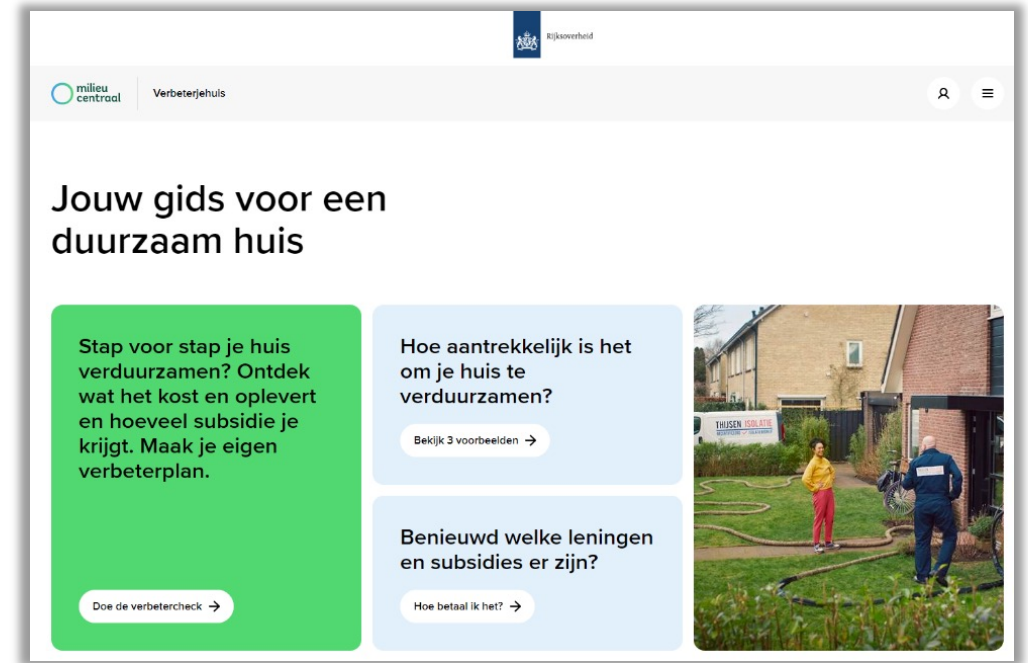 Rijksoverheid
milieu
centraal
Verbeterjehuis
Jouw gids voor een
duurzaam huis
Stap voor stap je huis
verduurzamen? Ontdek
wat het kost en oplevert
en hoeveel subsidie je
krijgt. Maak je eigen
verbeterplan.
Doe de verbetercheck →
Hoe aantrekkelijk is het
om je huis te
verduurzamen?
Bekijk 3 voorbeelden →
Benieuwd welke leningen
en subsidies er zijn?
Hoe betaal ik het? →
THIJSEN ISOLATIE